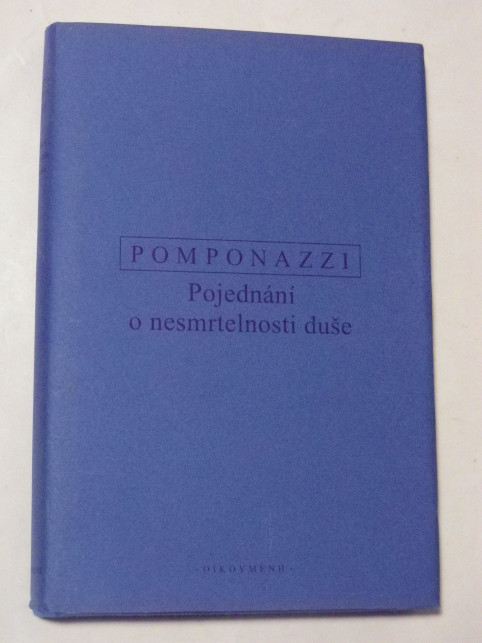 POMPONAZZI
Pojednání
o nesmrtelnosti duše
- OIKOYMENH -